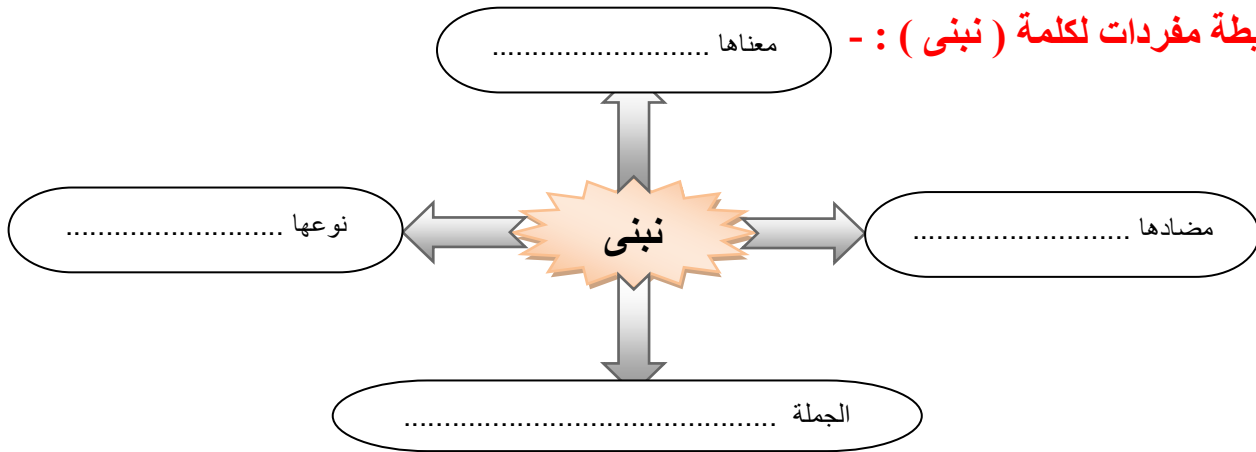 بطة مفردات لكلمة ( نبنى ) : -
معناها ...........................
مضادها ...........................
نبنى
نوعها ...........................
الجملة ...............................................